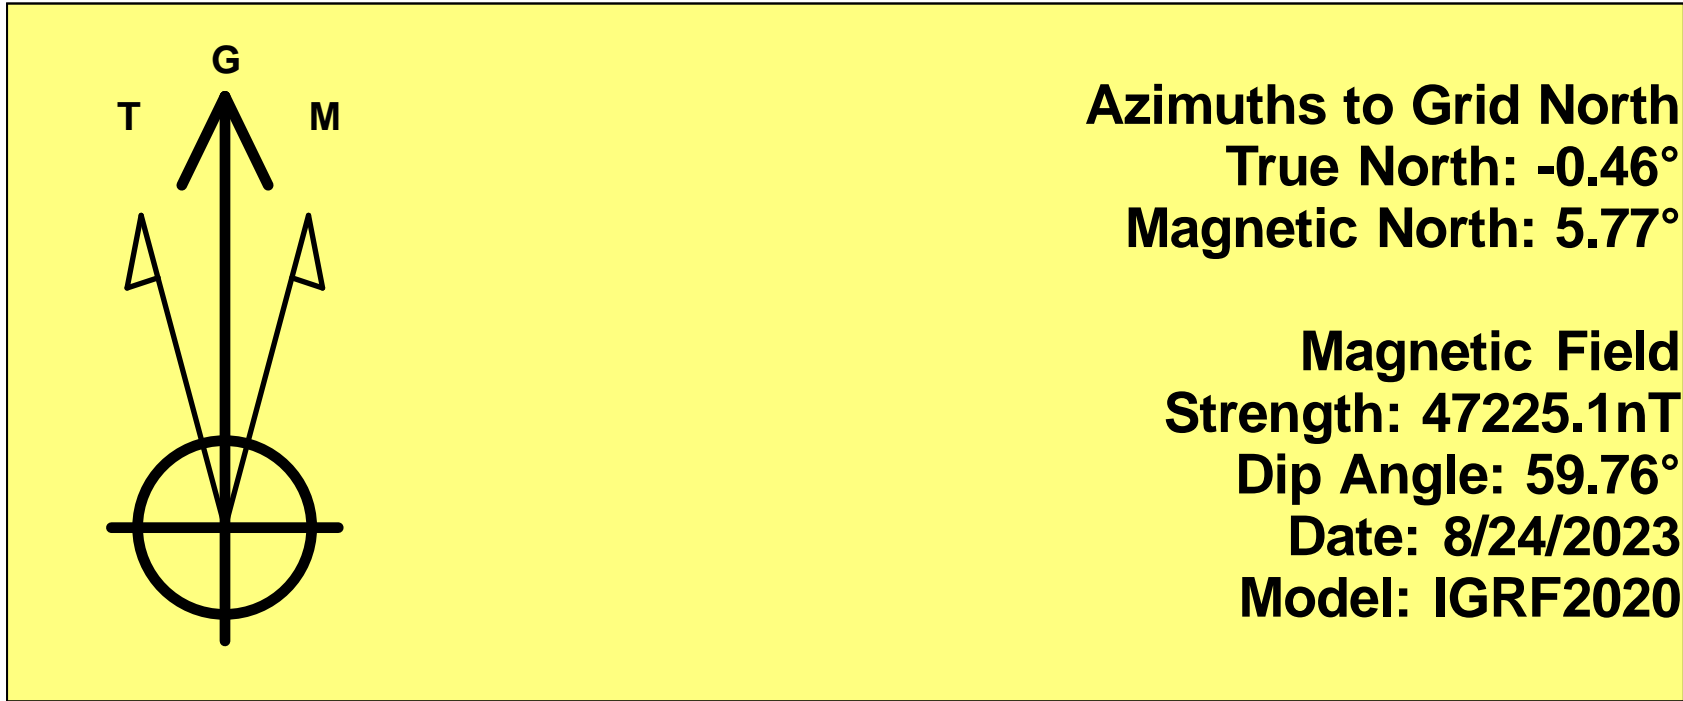 G
T
M
Azimuths to Grid North
True North: -0.46°
Magnetic North: 5.77°
Magnetic Field
Strength: 47225.1nT
Dip Angle: 59.76°
Date: 8/24/2023
Model: IGRF2020